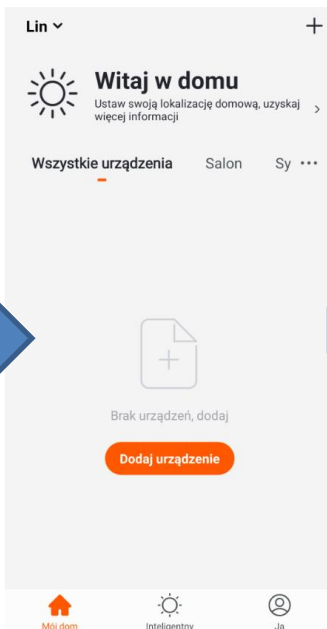 Lin
Witaj w domu
Ustaw swoją lokalizację domową, uzyskaj
więcej informacji
Wszystkie urządzenia Salon Sy
Brak urządzeń, dodaj
Dodaj urządzenie
Mój dom Inteligentny Ja